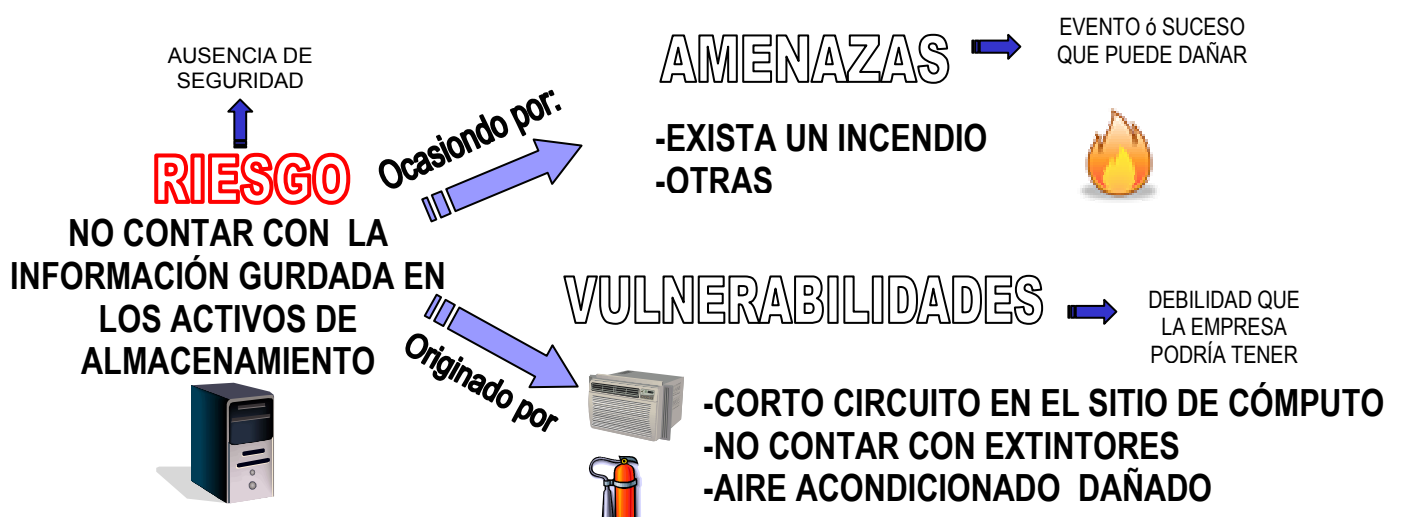 AUSENCIA DE
SEGURIDAD
RIESGO
NO CONTAR CON LA
INFORMACIÓN GURDADA EN
LOS ACTIVOS DE
ALMACENAMIENTO
Ocasiondo por:
AMENAZAS
EVENTO ó SUCESO
QUE PUEDE DAÑAR
-EXISTA UN INCENDIO
-OTRAS
Originado por
VULNERABILIDADES
DEBILIDAD QUE
LA EMPRESA
PODRÍA TENER
-CORTO CIRCUITO EN EL SITIO DE CÓMPUTO
-NO CONTAR CON EXTINTORES
-AIRE ACONDICIONADO DAÑADO